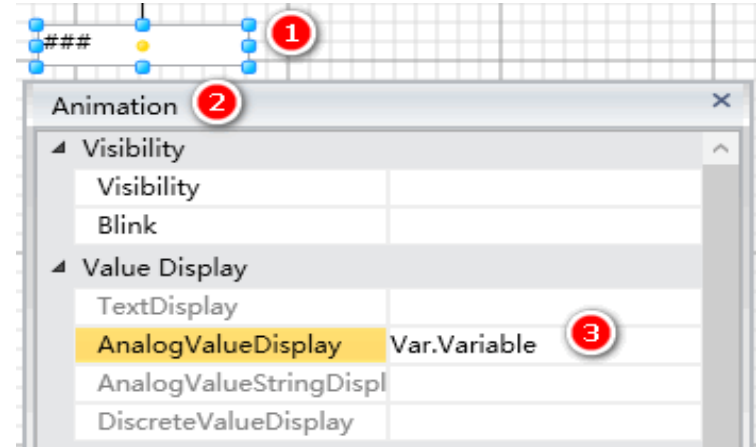 ### 1
Animation 2
Visibility
Visibility
Blink
Value Display
TextDisplay
AnalogValueDisplay Var.Variable 3
AnalogValueStringDispl
DiscreteValueDisplay